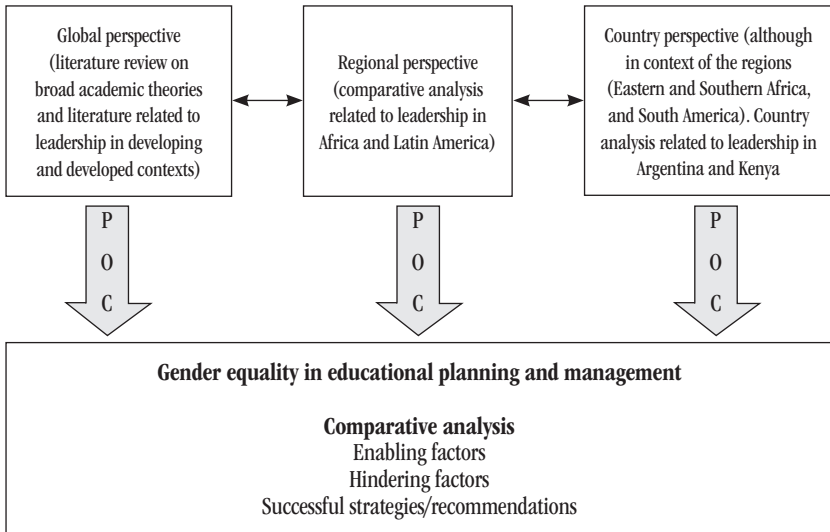 Global perspective
(literature review on
broad academic theories
and literature related to
leadership in developing
and developed contexts)
Regional perspective
(comparative analysis
related to leadership in
Africa and Latin America)
Country perspective (although
in context of the regions
(Eastern and Southern Africa,
and South America). Country
analysis related to leadership in
Argentina and Kenya
P
O
C
P
O
C
P
O
C
Gender equality in educational planning and management
Comparative analysis
Enabling factors
Hindering factors
Successful strategies/recommendations